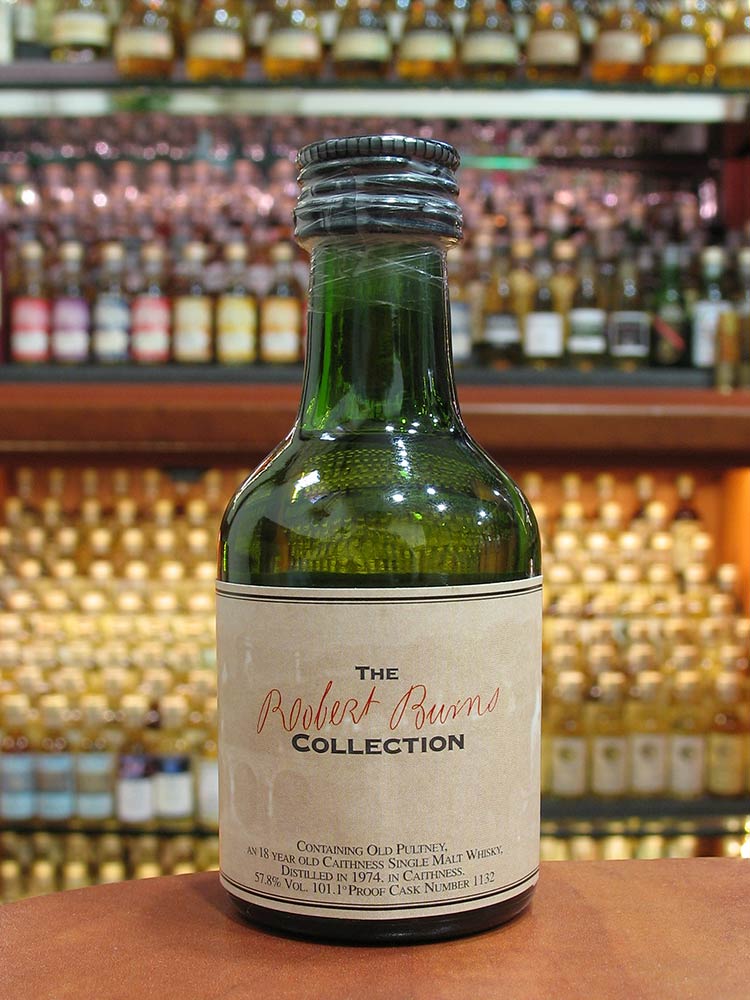 THE
Robert Burns
COLLECTION
CONTAINING OLD PULTNEY,
AN 18 YEAR OLD CAITHNESS SINGLE MALT WHISKY,
DISTILLED IN 1974. IN CAITHNESS.
57.8% VOL. 101.1° PROOF CASK NUMBER 1132